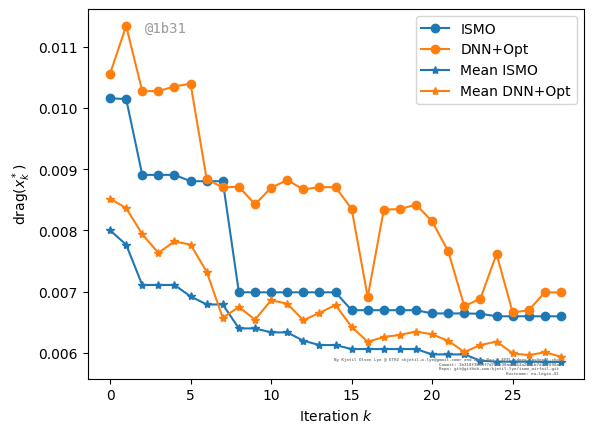 @1b31
ISMO
DNN+Opt
Mean ISMO
Mean DNN+Opt
0.011
0.010
0.009
0.008
0.007
0.006
drag(x*k)
0 5 10 15 20 25
Iteration k